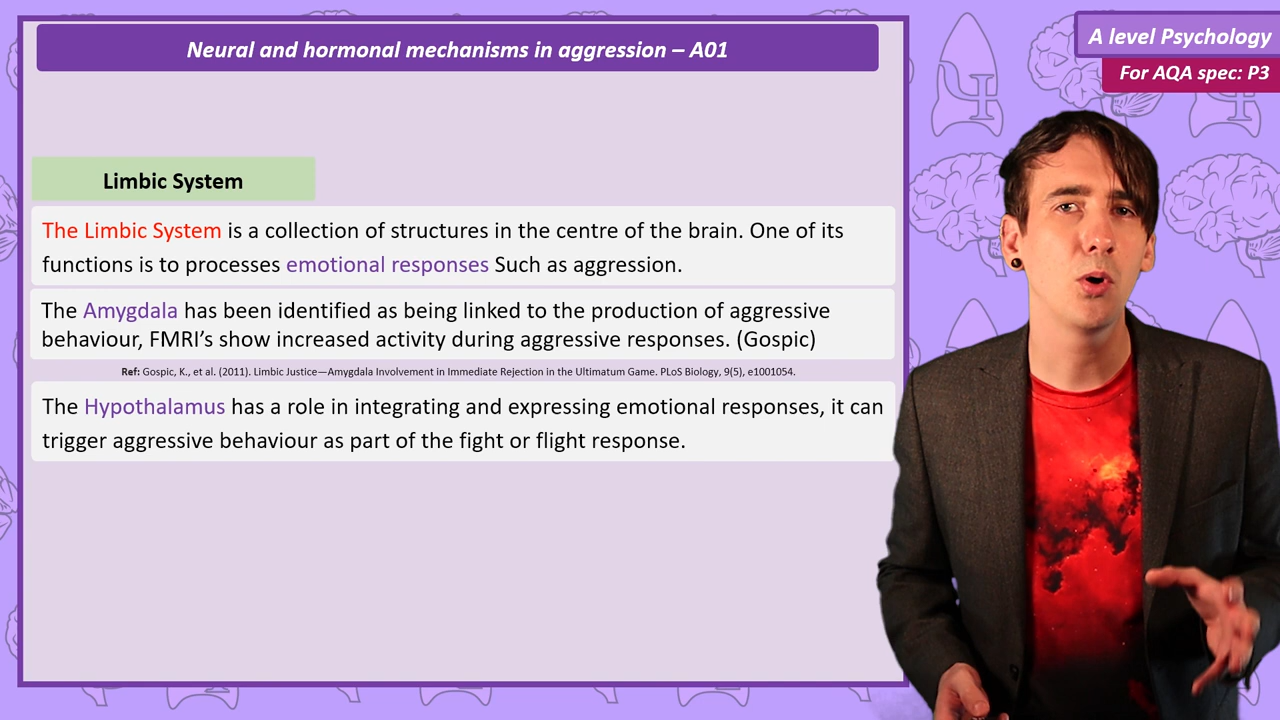 Neural and hormonal mechanisms in aggression – A01
A level Psychology
For AQA spec: P3
Limbic System
The Limbic System is a collection of structures in the centre of the brain. One of its
functions is to processes emotional responses Such as aggression.
The Amygdala has been identified as being linked to the production of aggressive
behaviour, FMRI’s show increased activity during aggressive responses. (Gospic)
Ref: Gospic, K., et al. (2011). Limbic Justice—Amygdala Involvement in Immediate Rejection in the Ultimatum Game. PLoS Biology, 9(5), e1001054.
The Hypothalamus has a role in integrating and expressing emotional responses, it can
trigger aggressive behaviour as part of the fight or flight response.